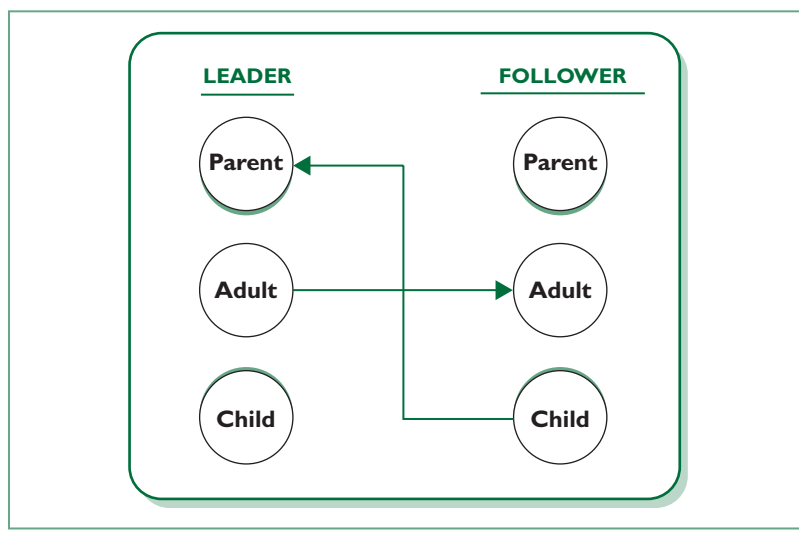 LEADER
FOLLOWER
Parent
Parent
Adult
Adult
Child
Child